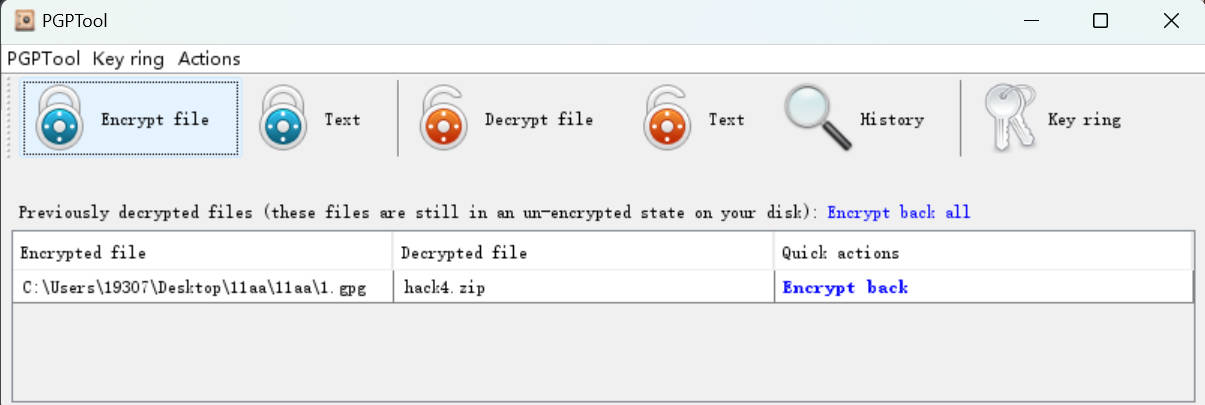 PGPTool
PGPTool Key ring Actions
Encrypt file Text Decrypt file Text History Key ring
Previously decrypted files (these files are still in an un-encrypted state on your disk): Encrypt back all
Encrypted file Decrypted file Quick actions
C:\Users\19307\Desktop\11aa\11aa\1.gpg hack4.zip Encrypt back